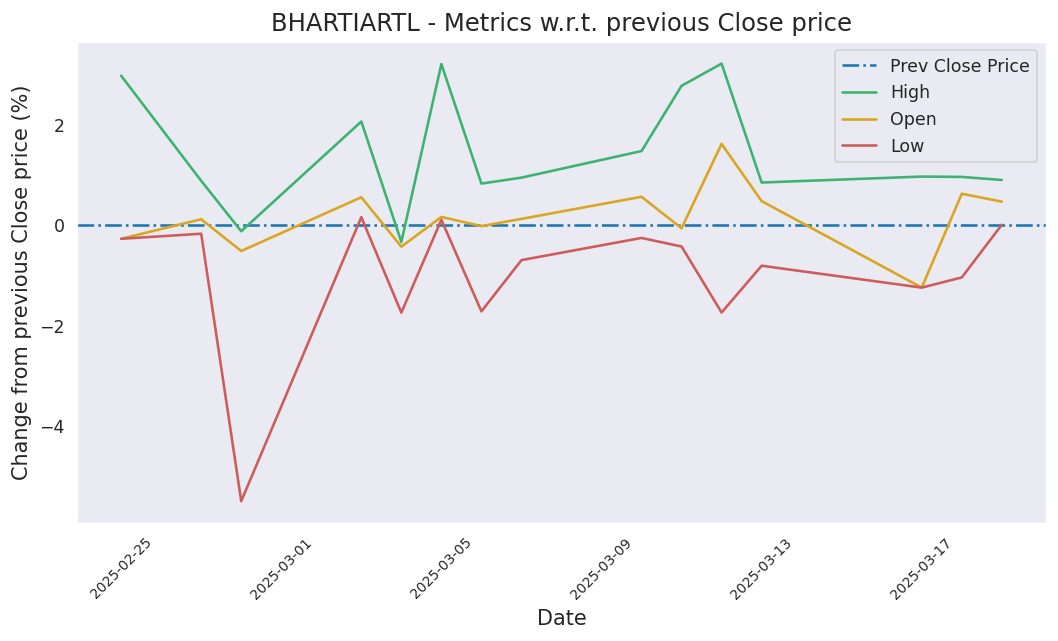 BHARTIARTL - Metrics w.r.t. previous Close price
Change from previous Close price (%)
2
0
−2
−4
Prev Close Price
High
Open
Low
2025-02-25
2025-03-01
2025-03-05
2025-03-09
2025-03-13
2025-03-17
Date